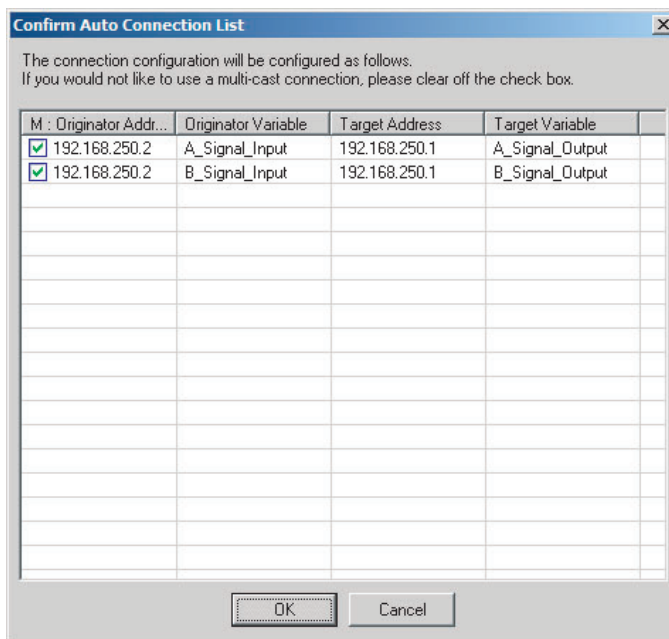 Confirm Auto Connection List
The connection configuration will be configured as follows.
If you would not like to use a multi-cast connection, please clear off the check box.
M : Originator Addr... Originator Variable Target Address Target Variable
192.168.250.2 A_Signal_Input 192.168.250.1 A_Signal_Output
192.168.250.2 B_Signal_Input 192.168.250.1 B_Signal_Output
OK Cancel